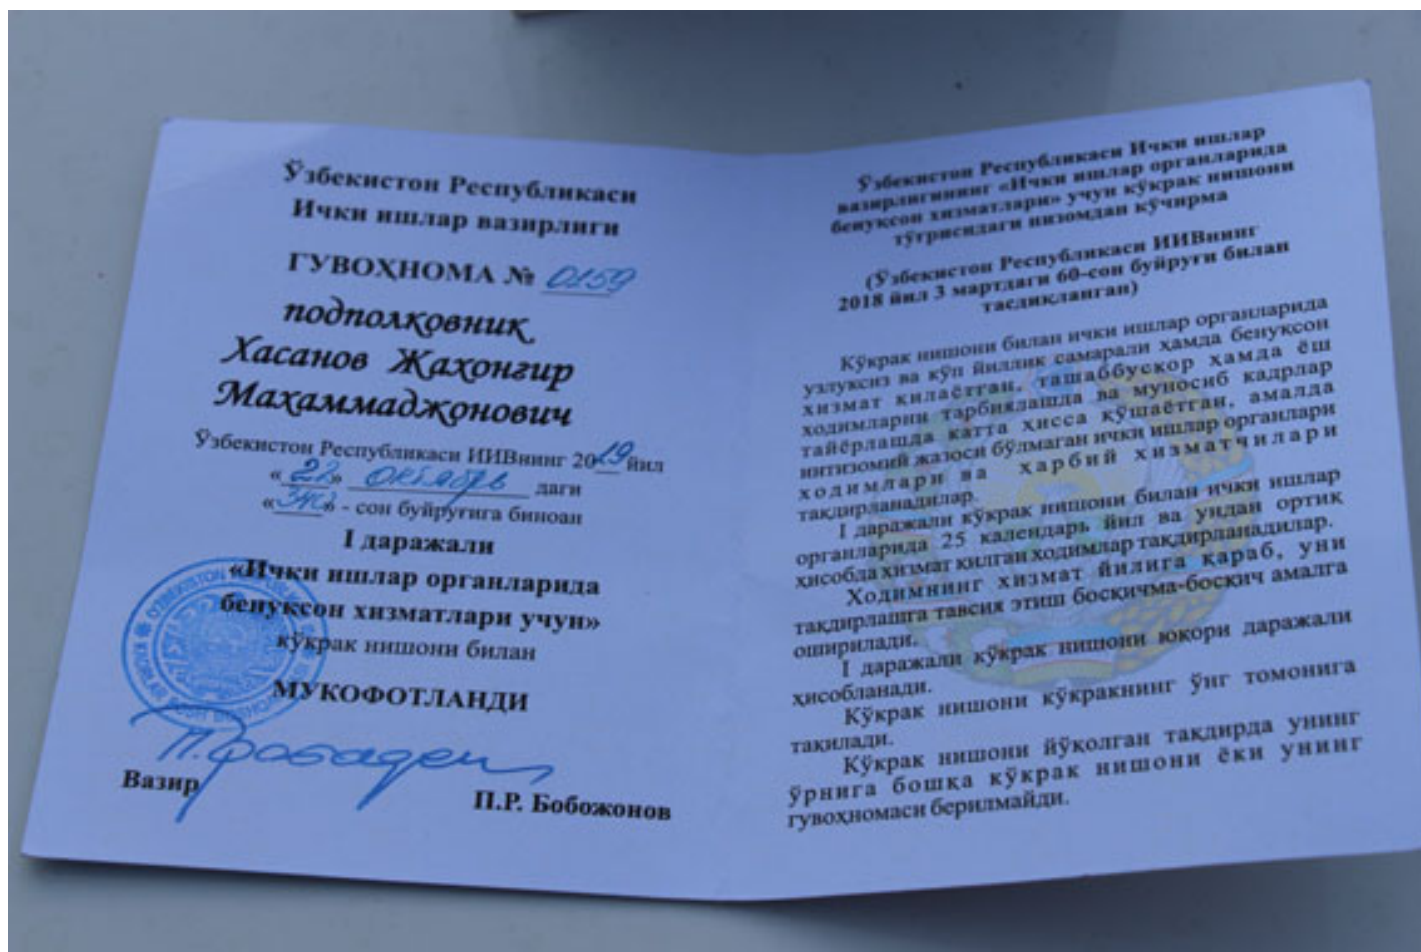 Ўзбекистон Республикаси
Ички ишлар вазирлиги
ГУВОҲНОМА № 0159
подполковник
Хасанов Жахонгир
Махаммаджонович
Ўзбекистон Республикаси ИИВнинг 2019 йил
« » октябрь даги
« » - сон буйруғига биноан
I даражали
«Ички ишлар органларида
бенуқсон хизматлари учун»
кўкрак нишони билан
МУКОФОТЛАНДИ
Вазир
П.Р. Бобожонов
Ўзбекистон Республикаси Ички ишлар
вазирлигининг «Ички ишлар органларида
бенуқсон хизматлари» учун кўкрак нишони
тўғрисидаги низомдан кўчирма
(Ўзбекистон Республикаси ИИВнинг
2018 йил 3 мартдаги 60-сон буйруғи билан
тасдиқланган)
Кўкрак нишони билан ички ишлар органларида
узлуксиз ва кўп йиллик самарали ҳамда бенуқсон
хизмат қилаётган, ташаббускор ҳамда ёш
ходимларни тарбиялашда ва муносиб кадрлар
тайёрлашда катта ҳисса қўшаётган, амалда
интизомий жазоси бўлмаган ички ишлар органлари
ходимлари ва ҳарбий хизматчилари
тақдирланадилар.
I даражали кўкрак нишони билан ички ишлар
органларида 25 календарь йил ва ундан ортиқ
ҳисобда хизмат қилган ходимлар тақдирланадилар.
Ходимнинг хизмат йилига қараб, уни
тақдирлашга тавсия этиш босқичма-босқич амалга
оширилади.
I даражали кўкрак нишони юқори даражали
ҳисобланади.
Кўкрак нишони кўкракнинг ўнг томонига
тақилади.
Кўкрак нишони йўқолган тақдирда унинг
ўрнига бошқа кўкрак нишони ёки унинг
гувоҳномаси берилмайди.